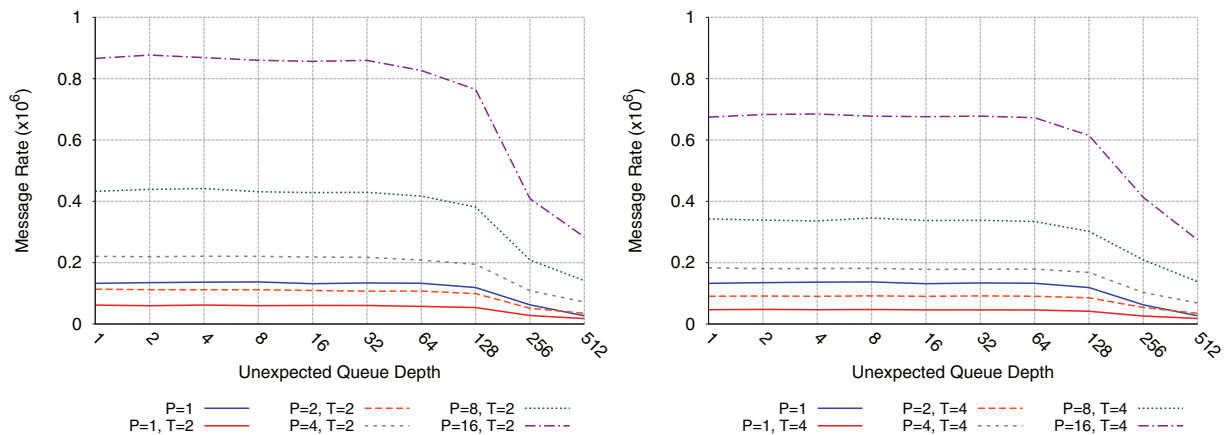 1
0.8
0.6
0.4
0.2
0
Message Rate (x10⁶)
1 2 4 8 16 32 64 128 256 512
Unexpected Queue Depth
P=1 P=2, T=2 P=8, T=2
P=1, T=2 P=4, T=2 P=16, T=2
1
0.8
0.6
0.4
0.2
0
Message Rate (x10⁶)
1 2 4 8 16 32 64 128 256 512
Unexpected Queue Depth
P=1 P=2, T=4 P=8, T=4
P=1, T=4 P=4, T=4 P=16, T=4